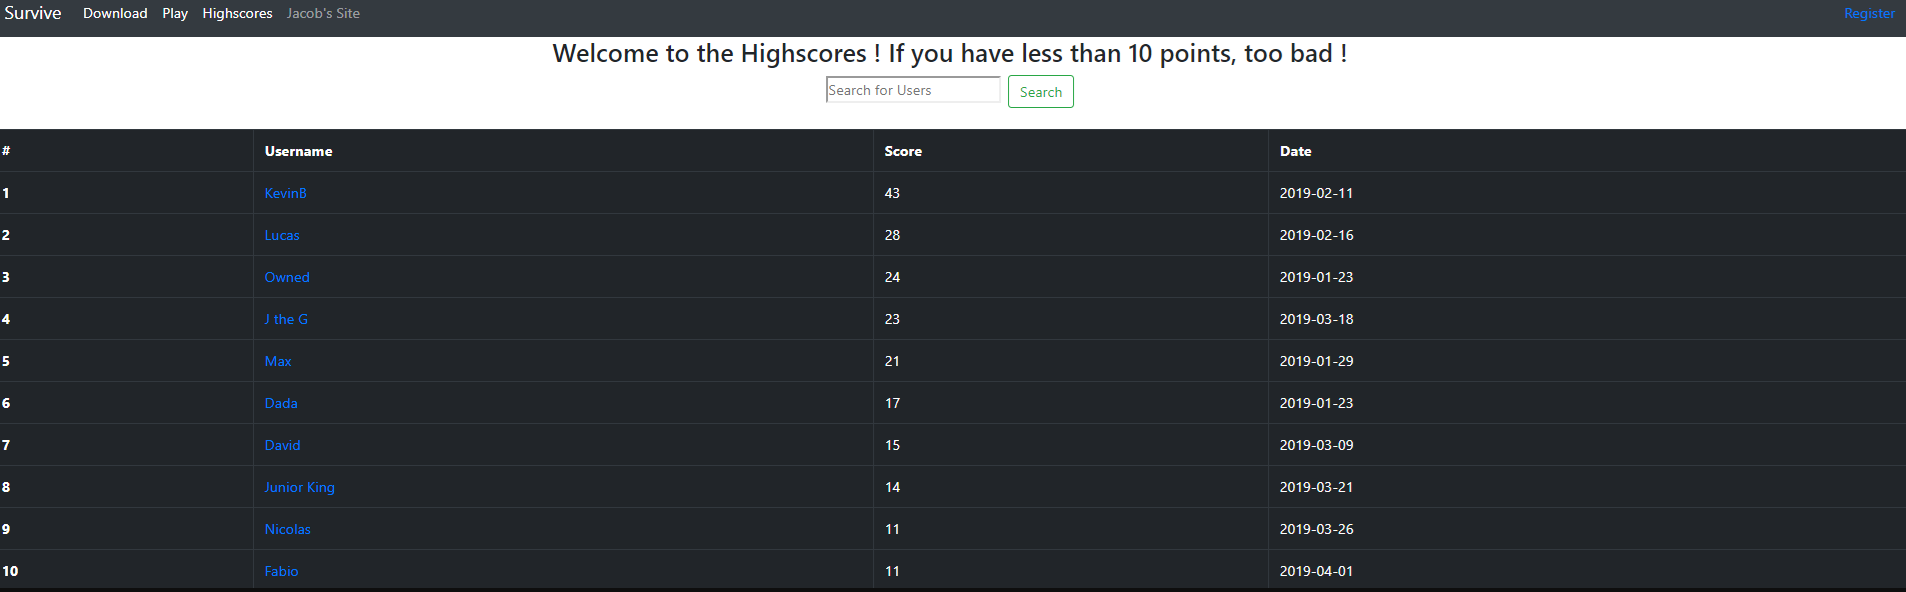 Survive Download Play Highscores Jacob's Site Register
Welcome to the Highscores ! If you have less than 10 points, too bad !
Search for Users Search
# Username Score Date
1 KevinB 43 2019-02-11
2 Lucas 28 2019-02-16
3 Owned 24 2019-01-23
4 J the G 23 2019-03-18
5 Max 21 2019-01-29
6 Dada 17 2019-01-23
7 David 15 2019-03-09
8 Junior King 14 2019-03-21
9 Nicolas 11 2019-03-26
10 Fabio 11 2019-04-01